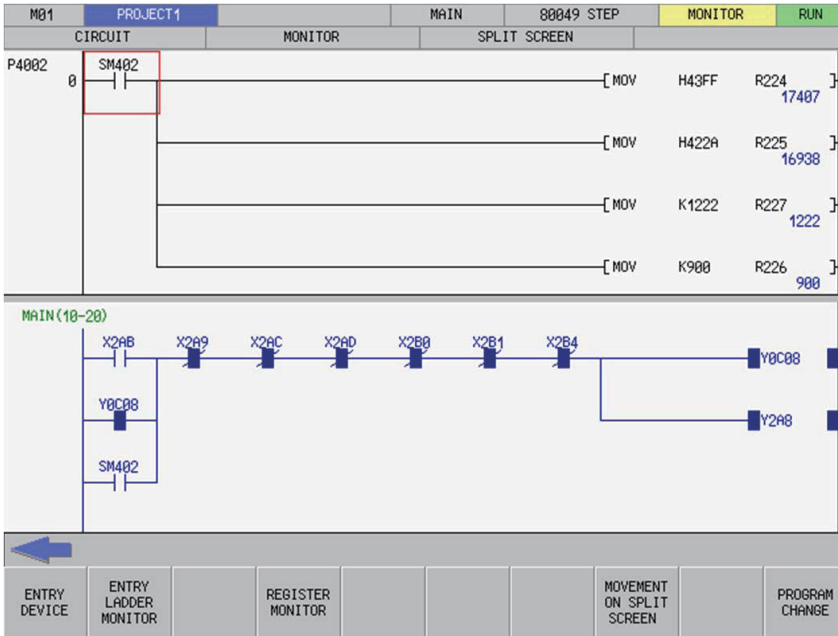 M01 PROJECT1 MAIN 80049 STEP MONITOR RUN
CIRCUIT MONITOR SPLIT SCREEN
P4002 SM402
0 MOV H43FF R224
17407
MOV H422A R225
16938
MOV K1222 R227
1222
MOV K900 R226
900
MAIN(10-20)
X2AB X2A9 X2AC X2AD X2B0 X2B1 X2B4
Y0C08
Y0C08
Y2A8
SM402
ENTRY DEVICE
ENTRY LADDER MONITOR
REGISTER MONITOR
MOVEMENT ON SPLIT SCREEN
PROGRAM CHANGE